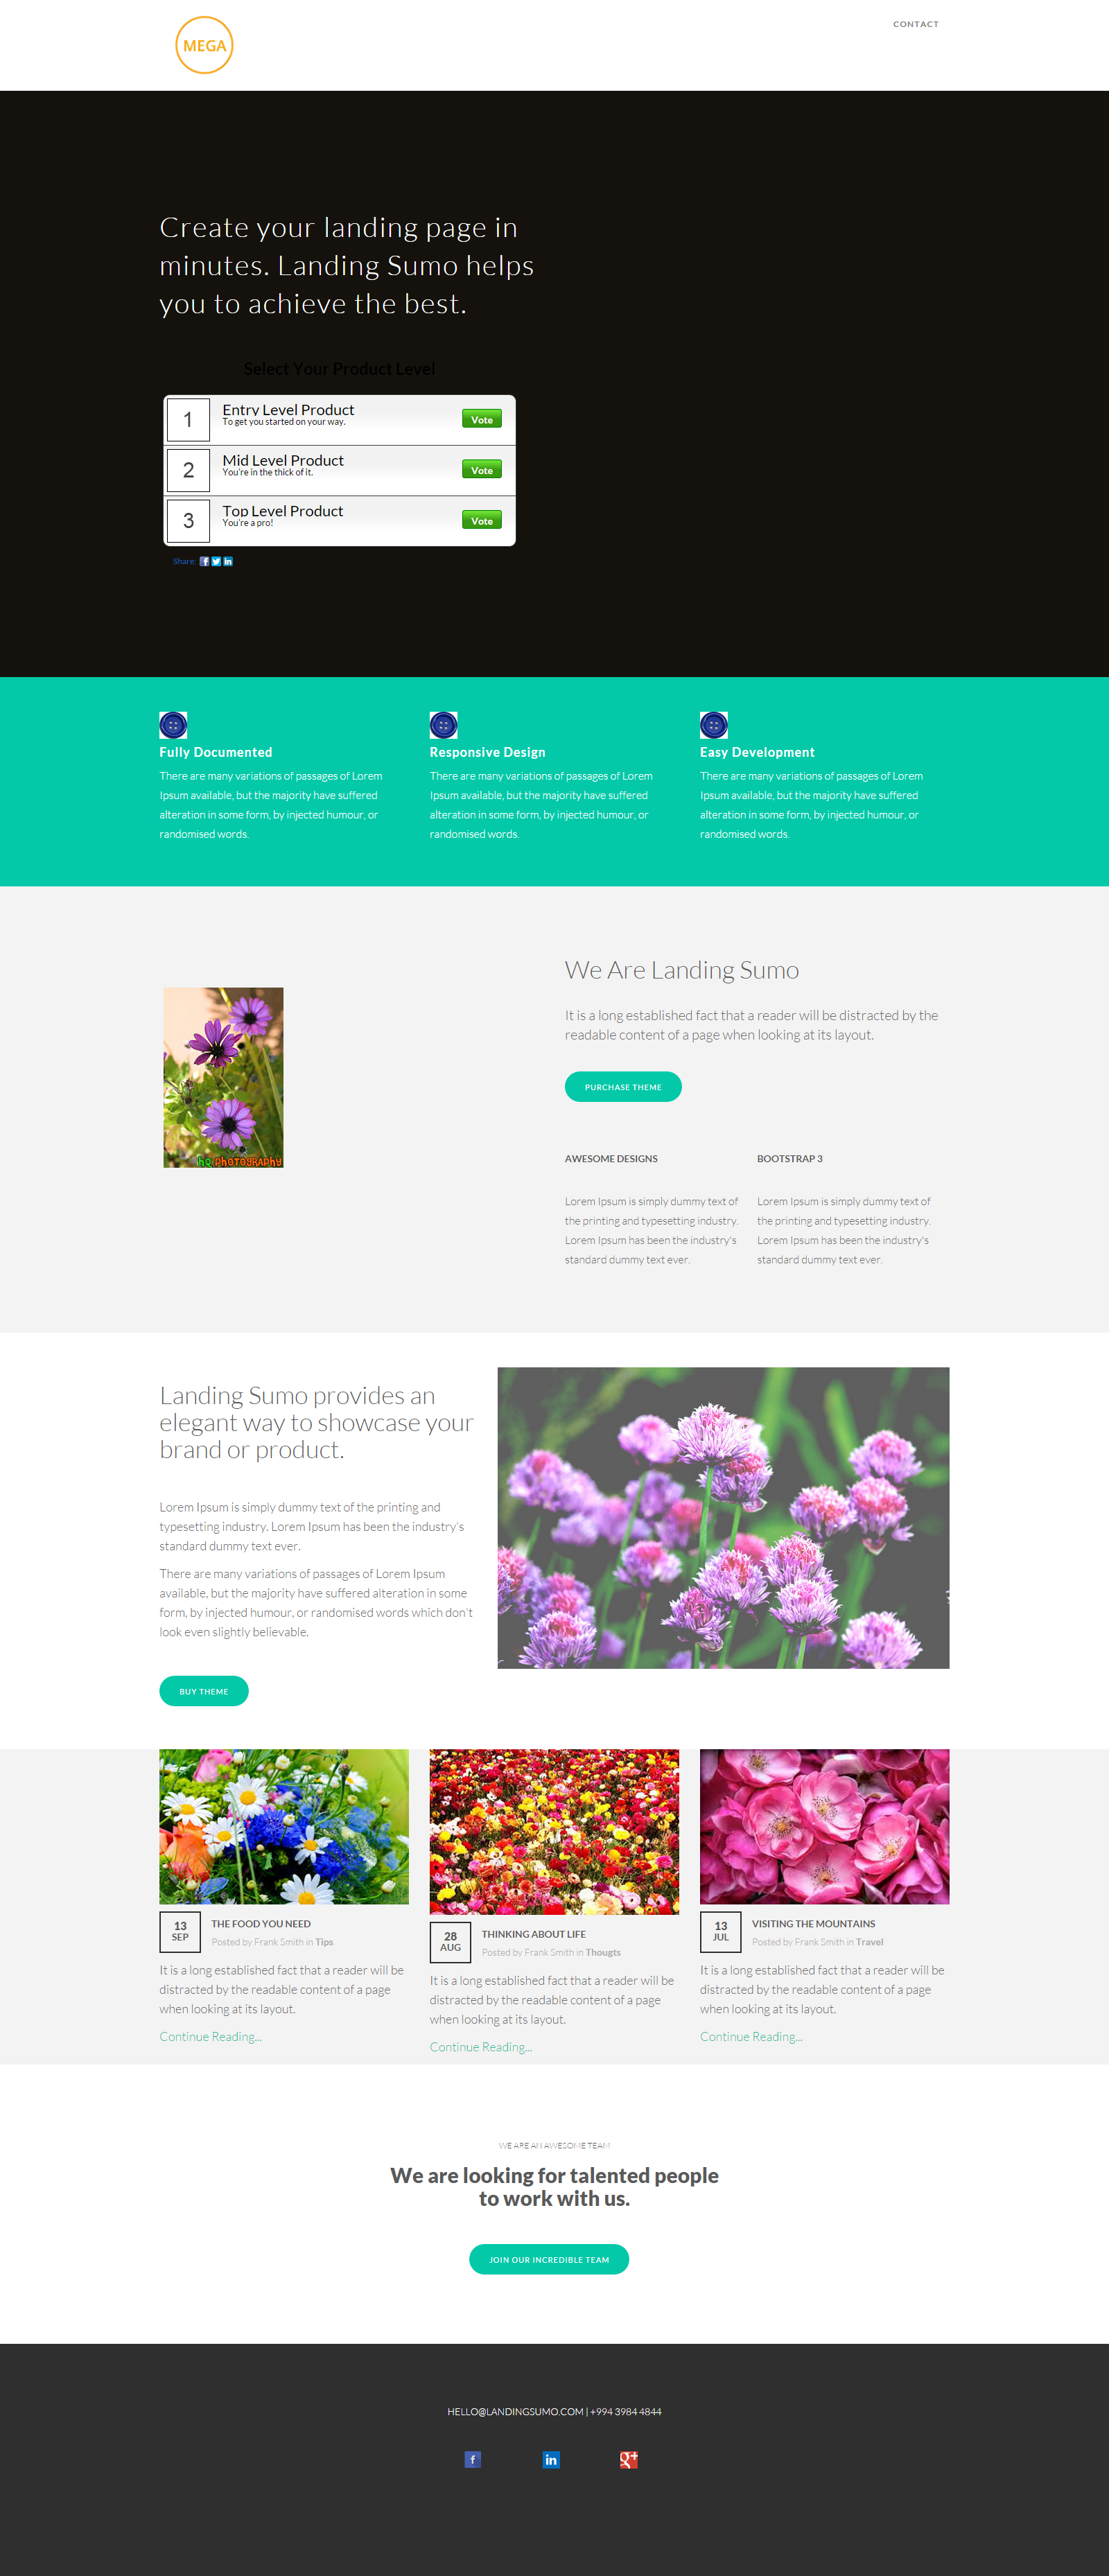 MEGA
CONTACT
Create your landing page in
minutes. Landing Sumo helps
you to achieve the best.
Select Your Product Level
1
Entry Level Product
To get you started on your way.
Vote
2
Mid Level Product
You're in the thick of it.
Vote
3
Top Level Product
You're a pro!
Vote
Share:
Fully Documented
There are many variations of passages of Lorem
Ipsum available, but the majority have suffered
alteration in some form, by injected humour, or
randomised words.
Responsive Design
There are many variations of passages of Lorem
Ipsum available, but the majority have suffered
alteration in some form, by injected humour, or
randomised words.
Easy Development
There are many variations of passages of Lorem
Ipsum available, but the majority have suffered
alteration in some form, by injected humour, or
randomised words.
hq.PHOTOGRAPHY
We Are Landing Sumo
It is a long established fact that a reader will be distracted by the
readable content of a page when looking at its layout.
PURCHASE THEME
AWESOME DESIGNS
Lorem Ipsum is simply dummy text of
the printing and typesetting industry.
Lorem Ipsum has been the industry's
standard dummy text ever.
BOOTSTRAP 3
Lorem Ipsum is simply dummy text of
the printing and typesetting industry.
Lorem Ipsum has been the industry's
standard dummy text ever.
Landing Sumo provides an
elegant way to showcase your
brand or product.
Lorem Ipsum is simply dummy text of the printing and
typesetting industry. Lorem Ipsum has been the industry's
standard dummy text ever.
There are many variations of passages of Lorem Ipsum
available, but the majority have suffered alteration in some
form, by injected humour, or randomised words which don't
look even slightly believable.
BUY THEME
13
SEP
THE FOOD YOU NEED
Posted by Frank Smith in Tips
It is a long established fact that a reader will be
distracted by the readable content of a page
when looking at its layout.
Continue Reading...
28
AUG
THINKING ABOUT LIFE
Posted by Frank Smith in Thougts
It is a long established fact that a reader will be
distracted by the readable content of a page
when looking at its layout.
Continue Reading...
13
JUL
VISITING THE MOUNTAINS
Posted by Frank Smith in Travel
It is a long established fact that a reader will be
distracted by the readable content of a page
when looking at its layout.
Continue Reading...
WE ARE AN AWESOME TEAM
We are looking for talented people
to work with us.
JOIN OUR INCREDIBLE TEAM
HELLO@LANDINGSUMO.COM | +994 3984 4844
f
in
g+